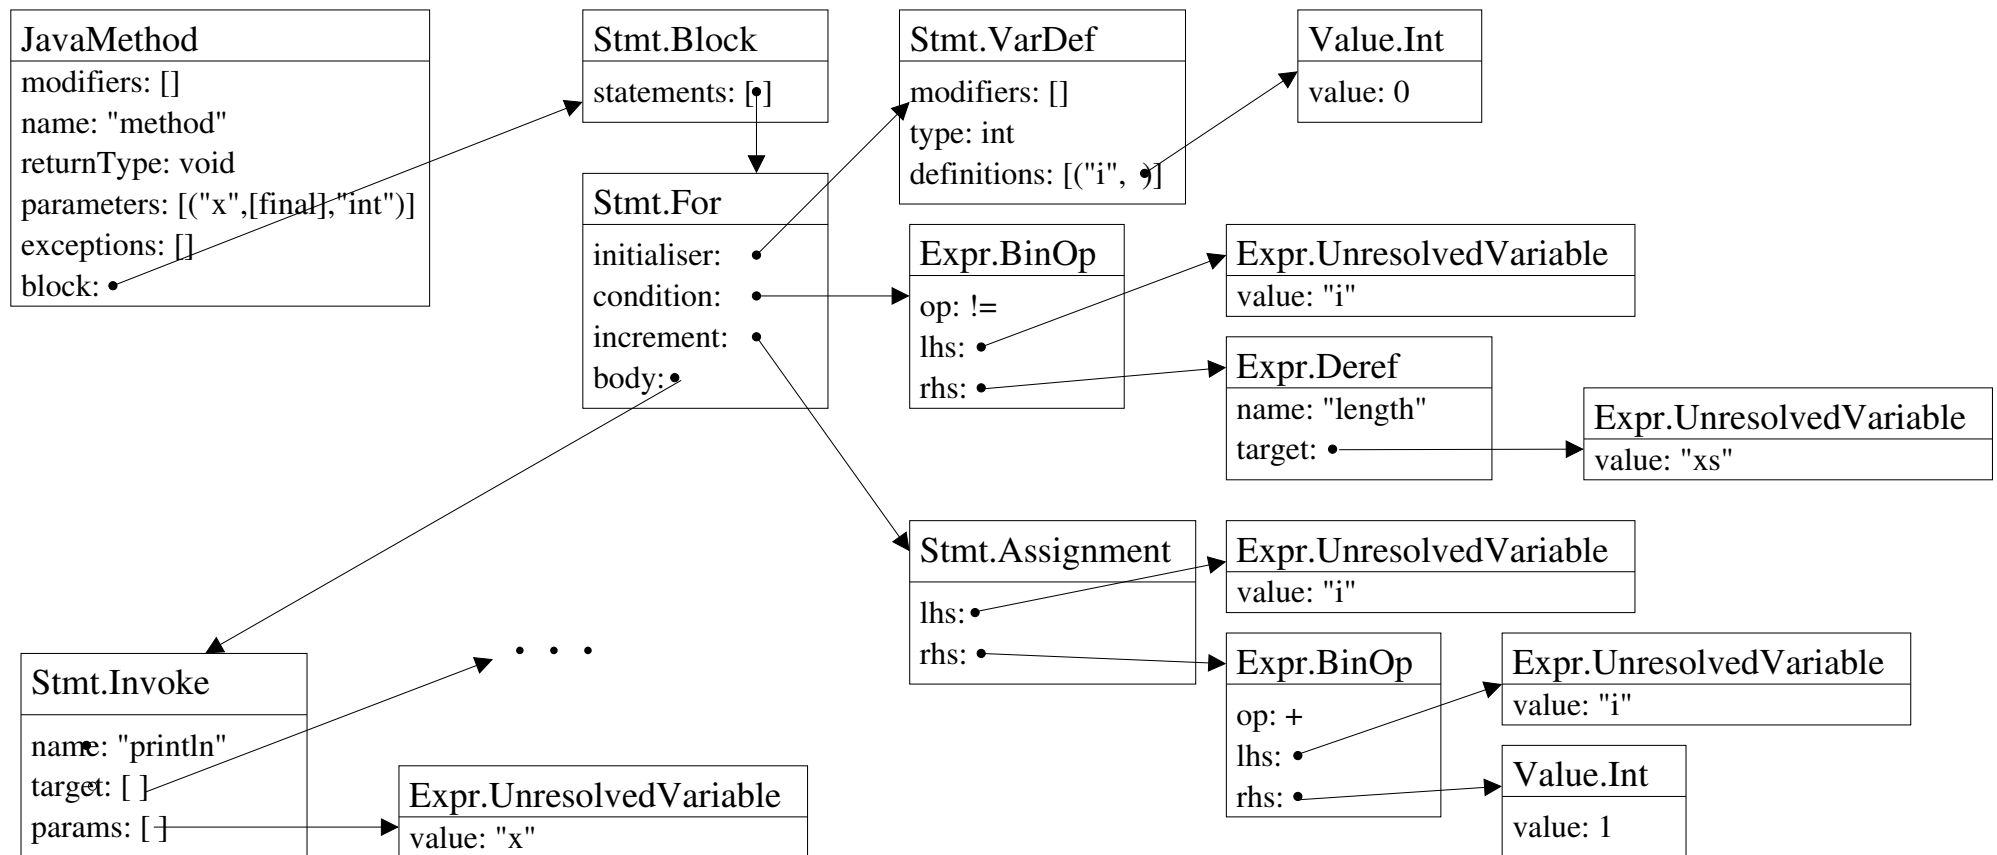 JavaMethod
modifiers: []
name: "method"
returnType: void
parameters: [("x",[final],"int")]
exceptions: []
block:
Stmt.Block
statements: [ ]
Stmt.VarDef
modifiers: []
type: int
definitions: [("i", )]
Value.Int
value: 0
Stmt.For
initialiser:
condition:
increment:
body:
Expr.BinOp
op: !=
lhs:
rhs:
Expr.UnresolvedVariable
value: "i"
Expr.Deref
name: "length"
target:
Expr.UnresolvedVariable
value: "xs"
Stmt.Assignment
lhs:
rhs:
Expr.UnresolvedVariable
value: "i"
Expr.BinOp
op: +
lhs:
rhs:
Expr.UnresolvedVariable
value: "i"
Value.Int
value: 1
. . .
Stmt.Invoke
name: "println"
target: [ ]
params: [ ]
Expr.UnresolvedVariable
value: "x"